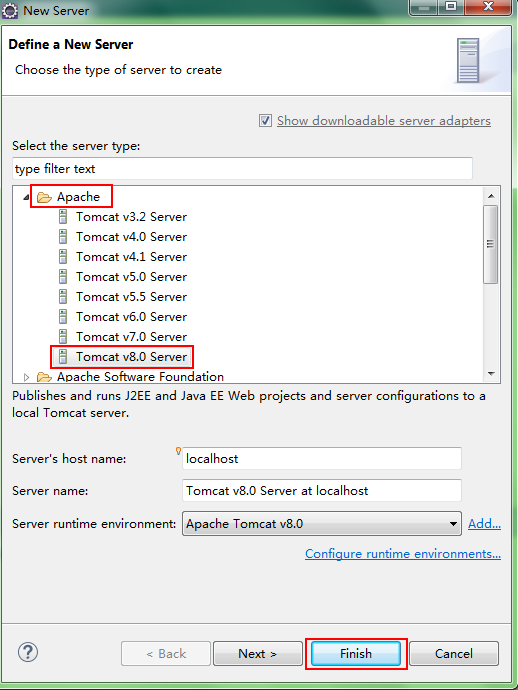 New Server
Define a New Server
Choose the type of server to create
Show downloadable server adapters
Select the server type:
type filter text
Apache
Tomcat v3.2 Server
Tomcat v4.0 Server
Tomcat v4.1 Server
Tomcat v5.0 Server
Tomcat v5.5 Server
Tomcat v6.0 Server
Tomcat v7.0 Server
Tomcat v8.0 Server
Apache Software Foundation
Publishes and runs J2EE and Java EE Web projects and server configurations to a
local Tomcat server.
Server's host name: localhost
Server name: Tomcat v8.0 Server at localhost
Server runtime environment: Apache Tomcat v8.0 Add...
Configure runtime environments...
? < Back Next > Finish Cancel